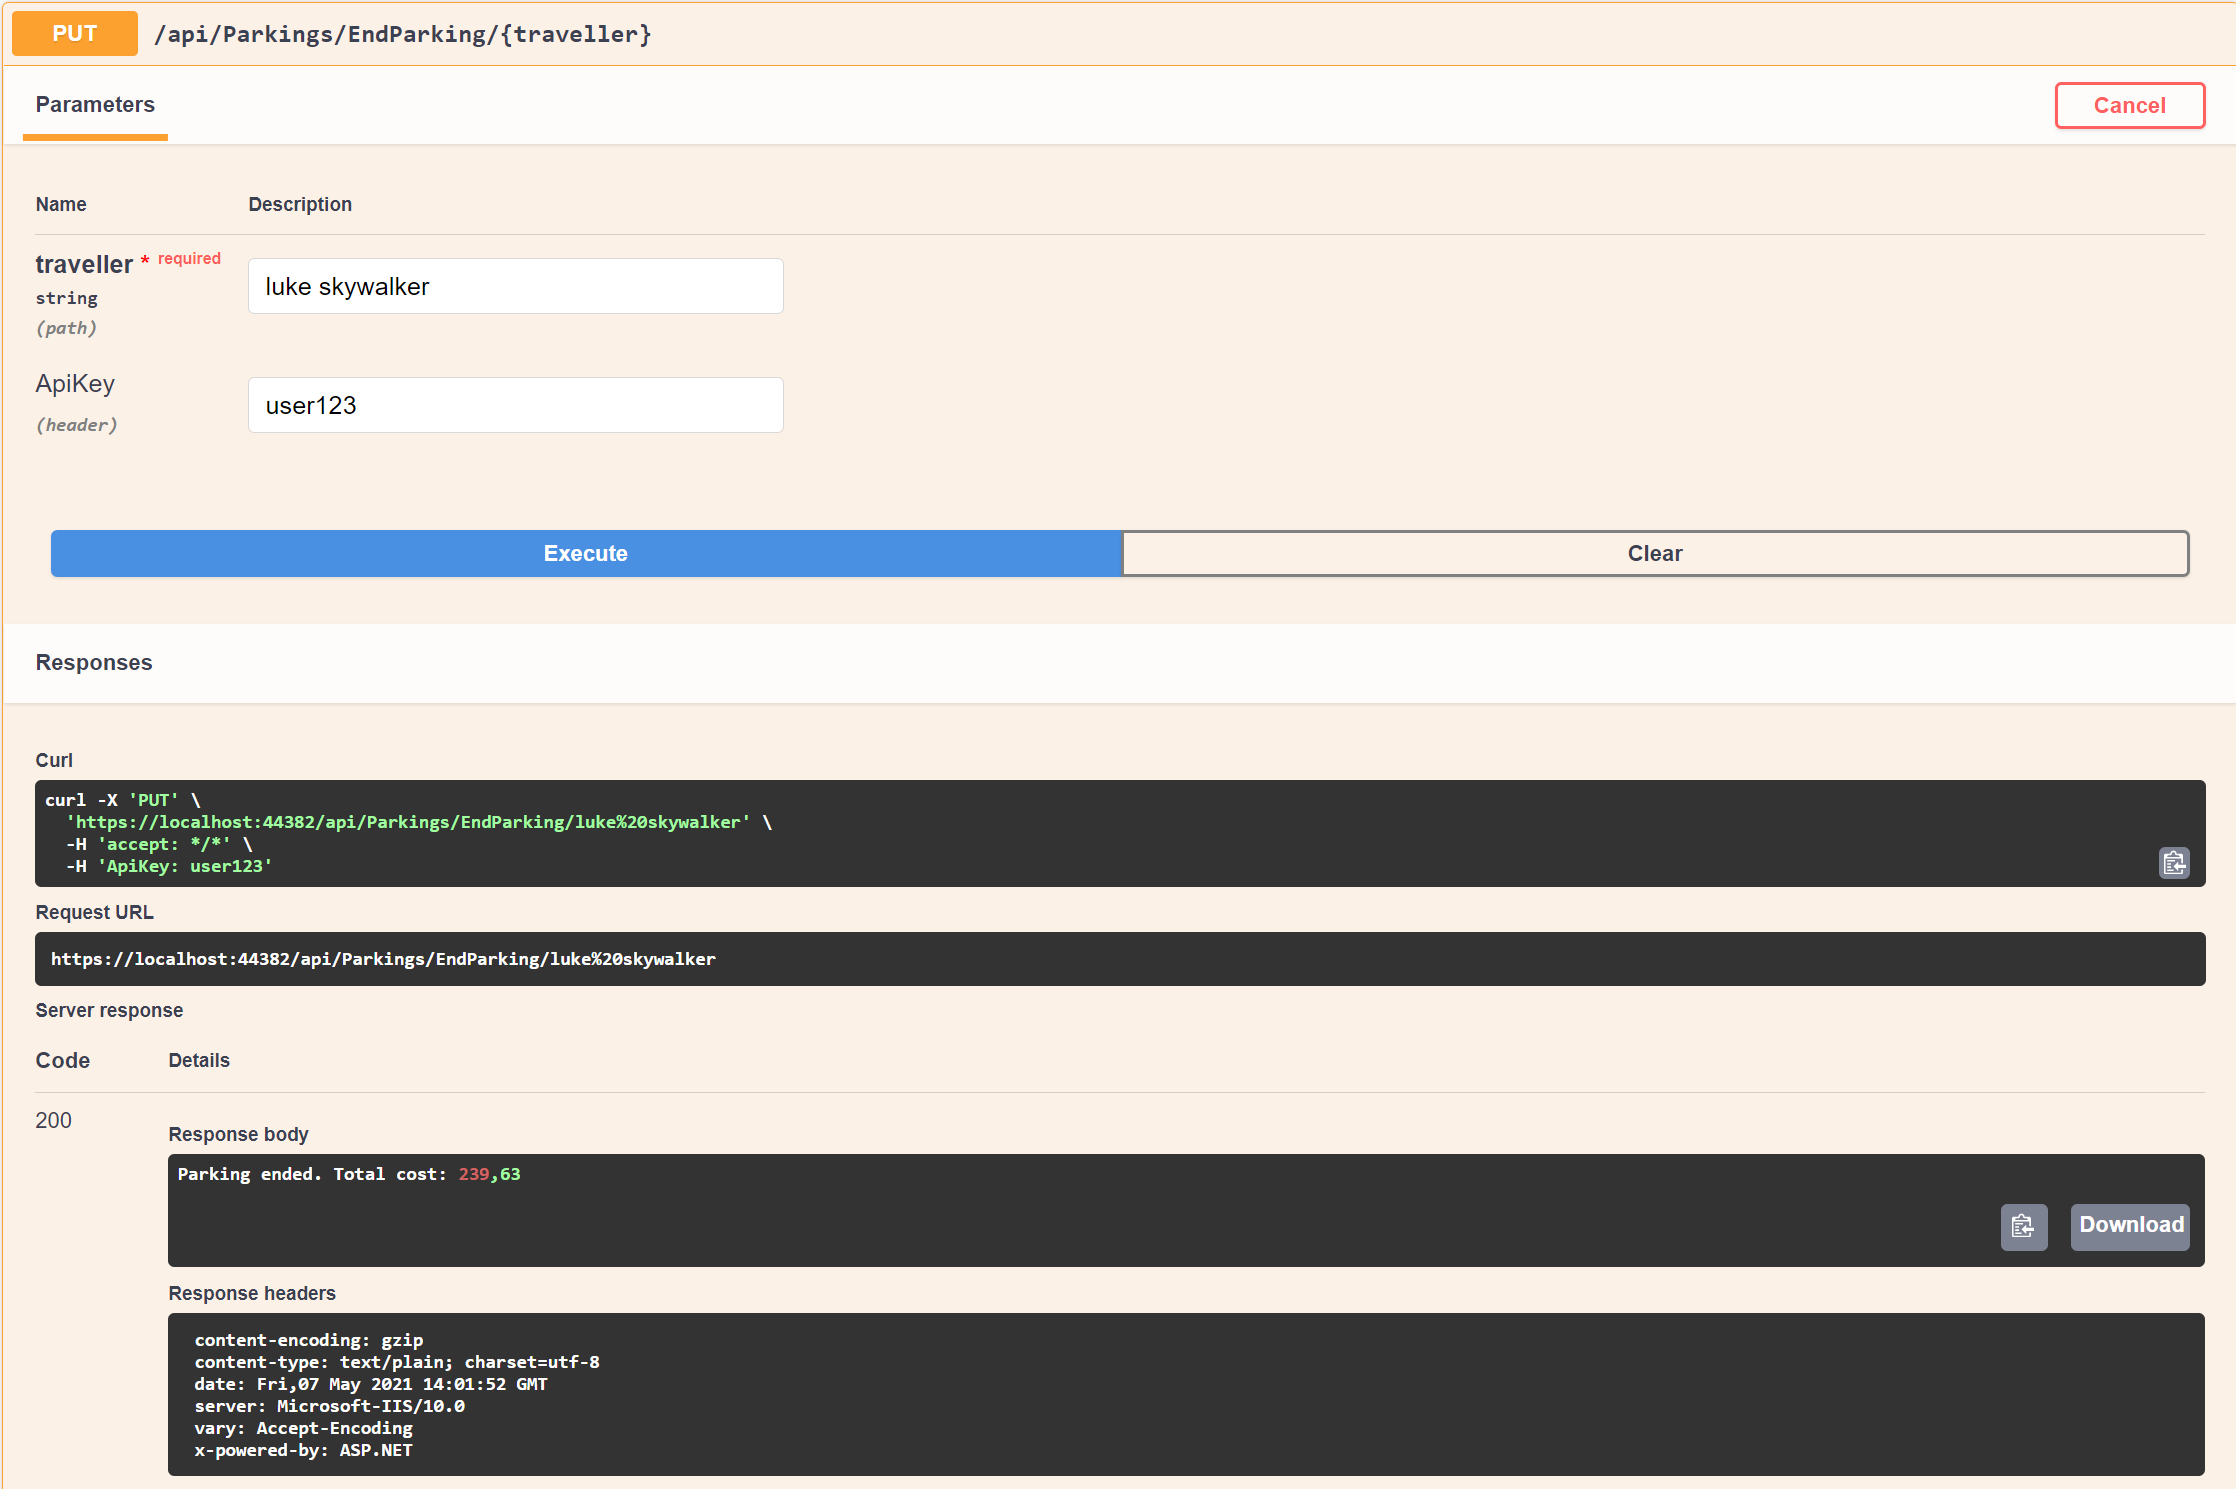 PUT /api/Parkings/EndParking/{traveller}
Parameters
Cancel
Name Description
traveller * required
string
(path)
luke skywalker
ApiKey
(header)
user123
Execute Clear
Responses
Curl
curl -X 'PUT' \
'https://localhost:44382/api/Parkings/EndParking/luke%20skywalker' \
-H 'accept: */*' \
-H 'ApiKey: user123'
Request URL
https://localhost:44382/api/Parkings/EndParking/luke%20skywalker
Server response
Code Details
200
Response body
Parking ended. Total cost: 239,63
Download
Response headers
content-encoding: gzip
content-type: text/plain; charset=utf-8
date: Fri,07 May 2021 14:01:52 GMT
server: Microsoft-IIS/10.0
vary: Accept-Encoding
x-powered-by: ASP.NET